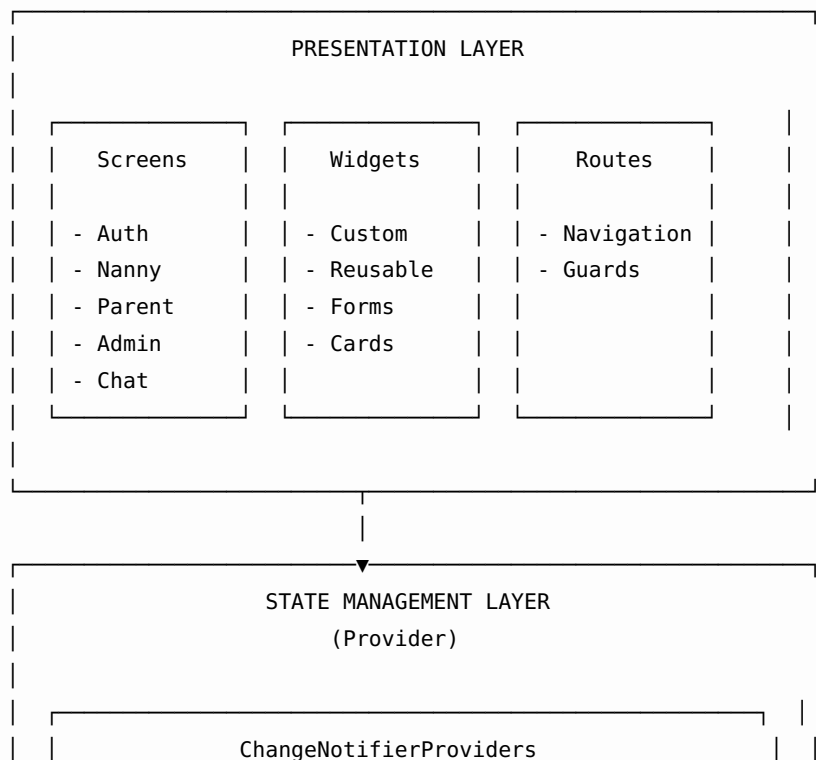 PRESENTATION LAYER
Screens Widgets Routes
- Auth - Custom - Navigation
- Nanny - Reusable - Guards
- Parent - Forms
- Admin - Cards
- Chat
STATE MANAGEMENT LAYER
(Provider)
ChangeNotifierProviders